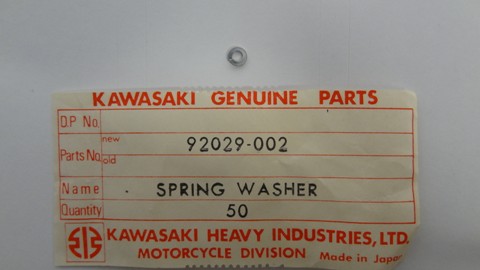 KAWASAKI GENUINE PARTS
D.P No.
Parts No. new 92029-002
old
Name SPRING WASHER
Quantity 50
KAWASAKI HEAVY INDUSTRIES, LTD.
MOTORCYCLE DIVISION Made in Japan